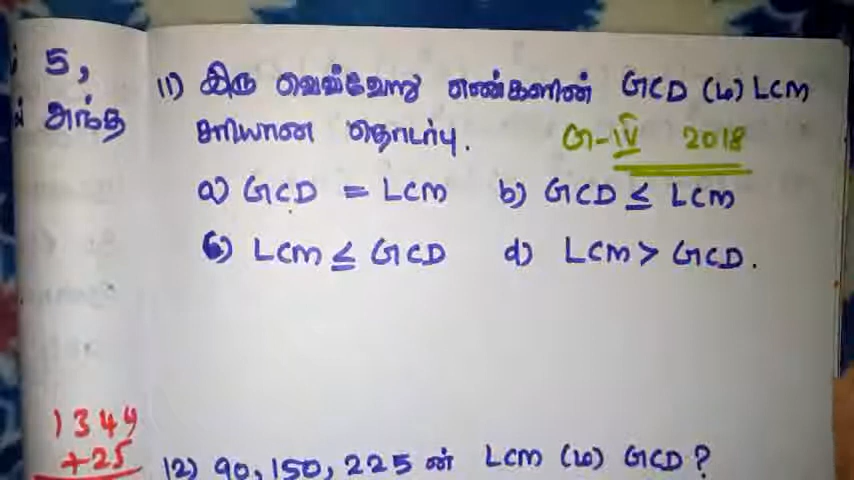 5,
அந்த
11) இரு வெவ்வேறு எண்களின் GCD (ம) LCM
சரியான தொடர்பு.
G-IV 2018
a) GCD = LCM b) GCD ≤ LCM
c) LCM ≤ GCD d) LCM > GCD.
1349
+25
12) 90, 150, 225 ன் LCM (ம) GCD?